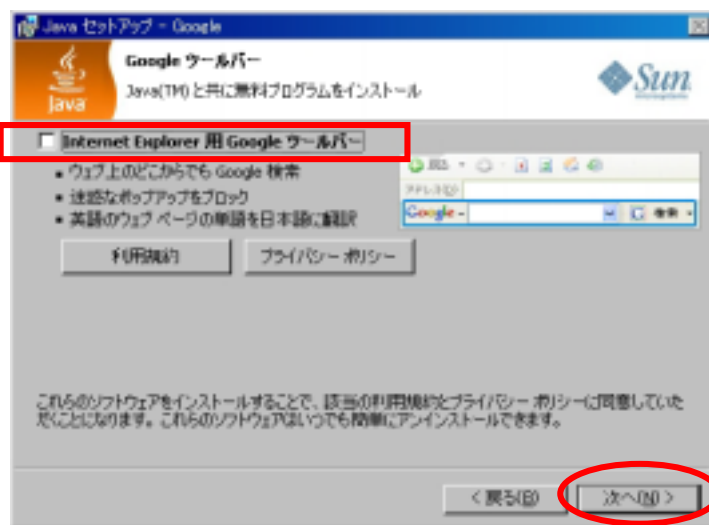 Java セットアップ - Google
Google ツールバー
Java(TM) と共に無料プログラムをインストール
Java
Sun
Internet Explorer 用 Google ツールバー
ウェブ上のどこからでも Google 検索
迷惑なポップアップをブロック
英語のウェブ ページの単語を日本語に翻訳
戻る
アドレス(D)
Google
検索
利用規約
プライバシー ポリシー
これらのソフトウェアをインストールすることで、該当の利用規約とプライバシー ポリシーに同意していた
だくことになります。これらのソフトウェアはいつでも簡単にアンインストールできます。
< 戻る(B)
次へ(N) >